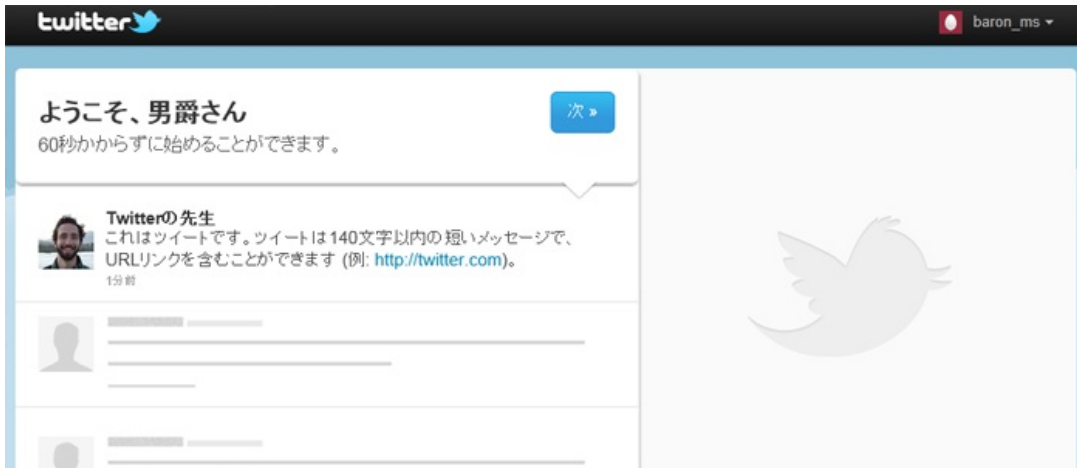 twitter
baron_ms
ようこそ、男爵さん
次 »
60秒かからずに始めることができます。
Twitterの先生
これはツイートです。ツイートは140文字以内の短いメッセージで、
URLリンクを含むことができます (例: http://twitter.com)。
1分前